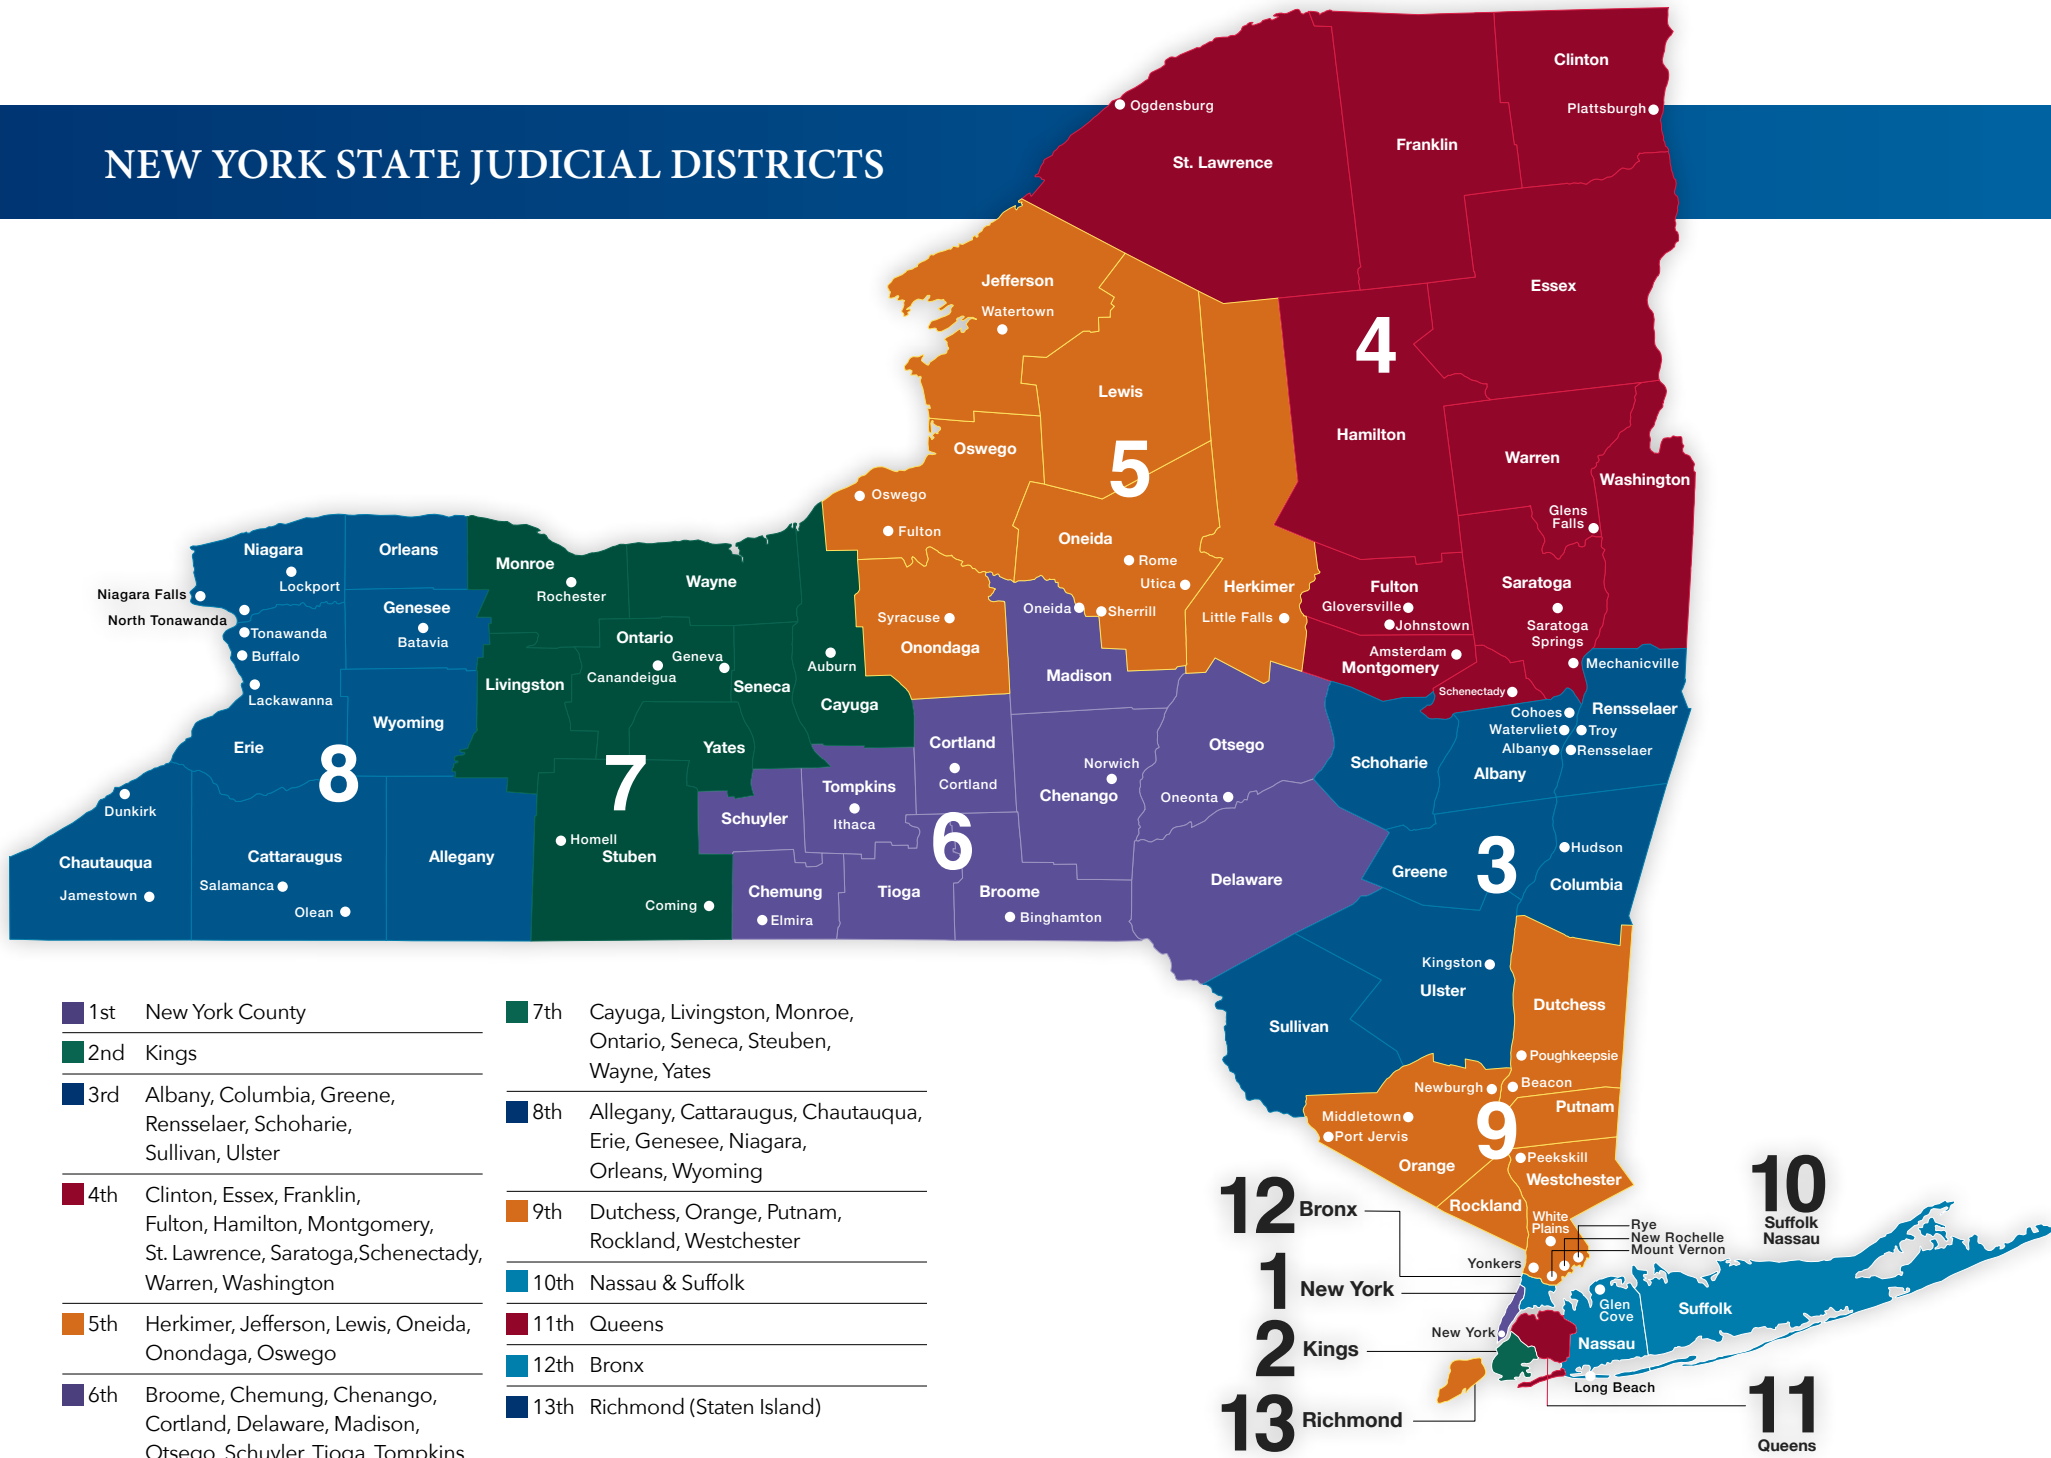 NEW YORK STATE JUDICIAL DISTRICTS
Clinton
Plattsburgh
Ogdensburg
Franklin
St. Lawrence
Essex
Jefferson
Watertown
4
Lewis
Hamilton
Oswego
5
Warren
Washington
Oswego
Glens
Falls
Fulton
Oneida
Rome
Utica
Herkimer
Little Falls
Fulton
Gloversville
Johnstown
Saratoga
Saratoga
Springs
Niagara
Lockport
Orleans
Monroe
Rochester
Wayne
Niagara Falls
North Tonawanda
Genesee
Batavia
Tonawanda
Buffalo
Lackawanna
Ontario
Geneva
Canandeigua
Seneca
Auburn
Cayuga
Syracuse
Onondaga
Oneida
Sherrill
Madison
Amsterdam
Montgomery
Schenectady
Mechanicville
Livingston
Wyoming
Erie
8
Yates
7
Cortland
Cortland
Norwich
Chenango
Otsego
Oneonta
Schoharie
Cohoes
Watervliet
Troy
Albany
Rensselaer
Rensselaer
Albany
Dunkirk
Chautauqua
Jamestown
Cattaraugus
Salamanca
Olean
Allegany
Homell
Stuben
Coming
Schuyler
Tompkins
Ithaca
6
Chemung
Elmira
Tioga
Broome
Binghamton
Delaware
Greene
3
Hudson
Columbia
Kingston
Ulster
Sullivan
Dutchess
Poughkeepsie
Newburgh
Beacon
Putnam
Middletown
Port Jervis
9
Orange
Peekskill
Westchester
Rockland
White
Plains
Yonkers
Rye
New Rochelle
Mount Vernon
12 Bronx
1 New York
New York
2 Kings
13 Richmond
10
Suffolk
Nassau
Glen
Cove
Suffolk
Nassau
Long Beach
11
Queens
1st New York County
2nd Kings
3rd Albany, Columbia, Greene,
Rensselaer, Schoharie,
Sullivan, Ulster
4th Clinton, Essex, Franklin,
Fulton, Hamilton, Montgomery,
St. Lawrence, Saratoga,Schenectady,
Warren, Washington
5th Herkimer, Jefferson, Lewis, Oneida,
Onondaga, Oswego
6th Broome, Chemung, Chenango,
Cortland, Delaware, Madison,
Otsego, Schuyler, Tioga, Tompkins
7th Cayuga, Livingston, Monroe,
Ontario, Seneca, Steuben,
Wayne, Yates
8th Allegany, Cattaraugus, Chautauqua,
Erie, Genesee, Niagara,
Orleans, Wyoming
9th Dutchess, Orange, Putnam,
Rockland, Westchester
10th Nassau & Suffolk
11th Queens
12th Bronx
13th Richmond (Staten Island)